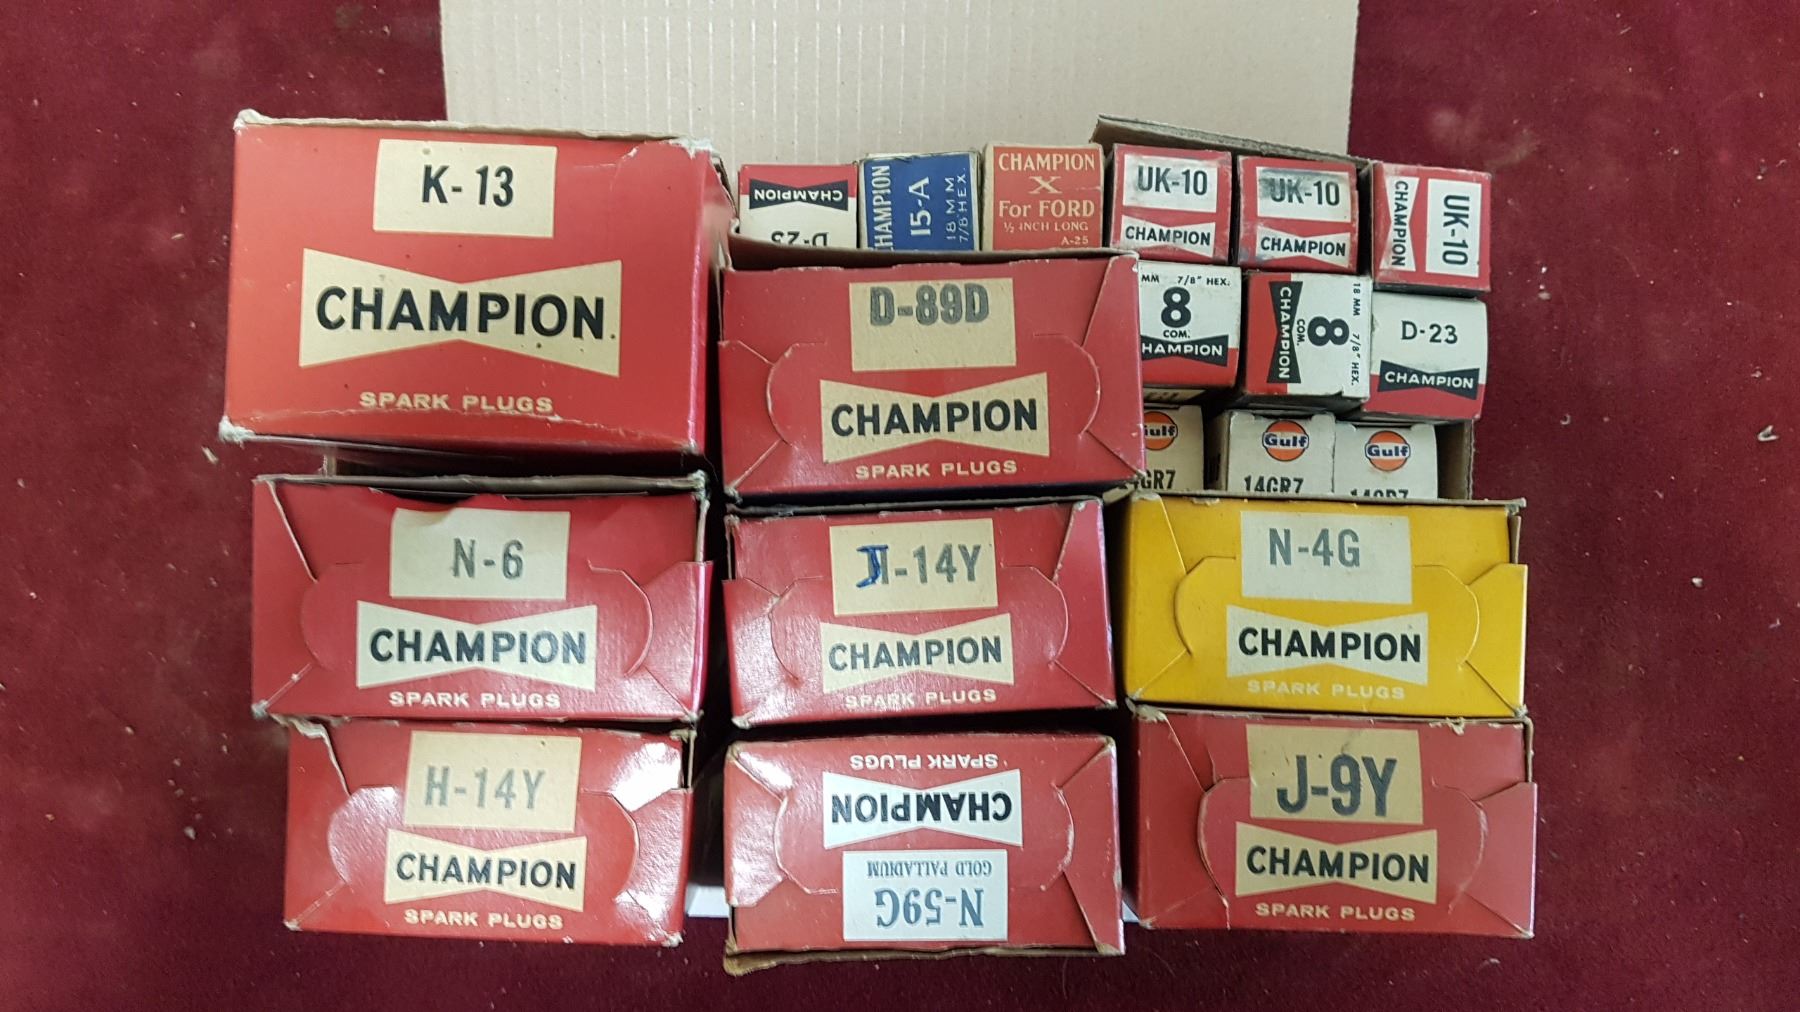 K-13
CHAMPION
SPARK PLUGS
CHAMPION
D-23
CHAMPION
15-A
18 MM
7/8 HEX.
CHAMPION
X
For FORD
½ INCH LONG
A-25
UK-10
CHAMPION
UK-10
CHAMPION
UK-10
CHAMPION
D-89D
CHAMPION
SPARK PLUGS
MM 7/8" HEX.
8
COM.
CHAMPION
18 MM 7/8" HEX.
8
COM.
CHAMPION
D-23
CHAMPION
Gulf
14GR7
Gulf
14GR7
Gulf
14GR7
N-6
CHAMPION
SPARK PLUGS
J-14Y
CHAMPION
SPARK PLUGS
N-4G
CHAMPION
SPARK PLUGS
H-14Y
CHAMPION
SPARK PLUGS
SPARK PLUGS
CHAMPION
GOLD PALLADIUM
N-59G
J-9Y
CHAMPION
SPARK PLUGS